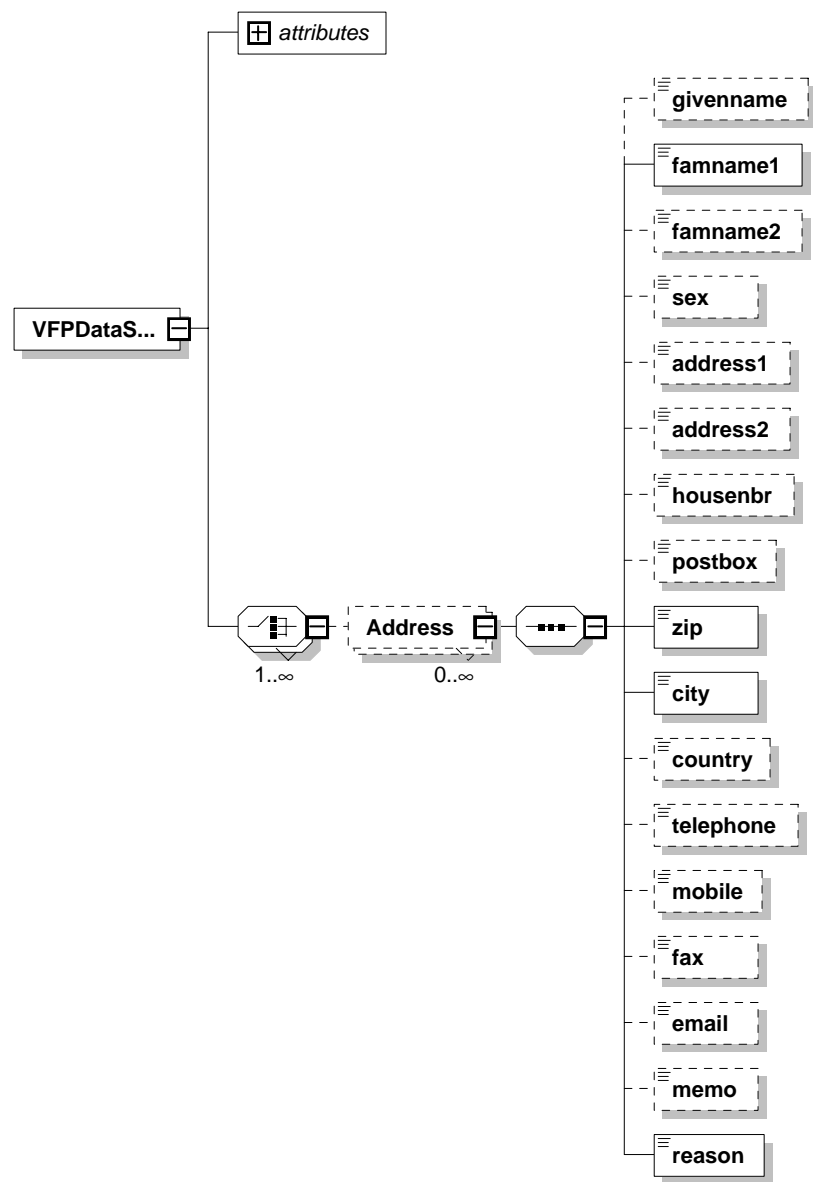 attributes
givenname
famname1
famname2
sex
VFPDataS...
address1
address2
housenbr
postbox
Address
zip
1..∞
0..∞
city
country
telephone
mobile
fax
email
memo
reason